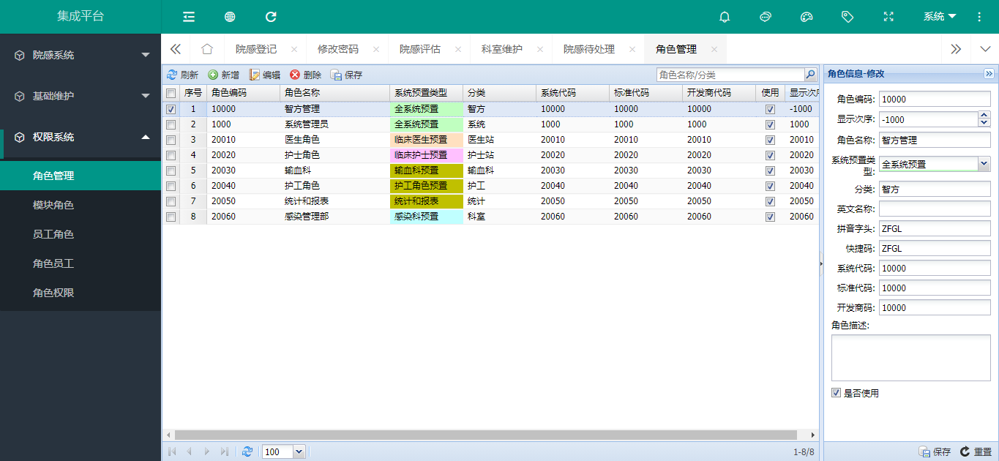 集成平台
系统
院感系统
基础维护
权限系统
角色管理
模块角色
员工角色
角色员工
角色权限
院感登记 修改密码 院感评估 科室维护 院感待处理 角色管理
刷新 新增 编辑 删除 保存 角色名称/分类
序号 角色编码 角色名称 系统预置类型 分类 系统代码 标准代码 开发商代码 使用 显示次序
1 10000 智方管理 全系统预置 智方 10000 10000 10000 -1000
2 1000 系统管理员 全系统预置 系统 1000 1000 1000 1000
3 20010 医生角色 临床医生预置 医生站 20010 20010 20010 20010
4 20020 护士角色 临床护士预置 护士站 20020 20020 20020 20020
5 20030 输血科 输血科预置 输血科 20030 20030 20030 20030
6 20040 护工角色 护工角色预置 护工 20040 20040 20040 20040
7 20050 统计和报表 统计和报表 统计 20050 20050 20050 20050
8 20060 感染管理部 感染科预置 科室 20060 20060 20060 20060
100
1-8/8
角色信息-修改
角色编码: 10000
显示次序: -1000
角色名称: 智方管理
系统预置类型: 全系统预置
分类: 智方
英文名称:
拼音字头: ZFGL
快捷码: ZFGL
系统代码: 10000
标准代码: 10000
开发商码: 10000
角色描述:
是否使用
保存 重置